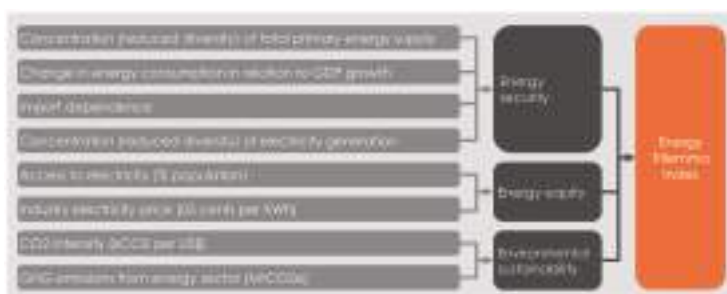 Concentration (reduced diversity) of total primary energy supply
Change in energy consumption in relation to GDP growth
Import dependence
Concentration (reduced diversity) of electricity generation
Access to electricity (% population)
Industry electricity price (US cents per kWh)
CO2 intensity per US$)
GHG emissions from energy sector
Energy
security
Energy equity
Environmental
sustainability
Energy
Trilemma
Index